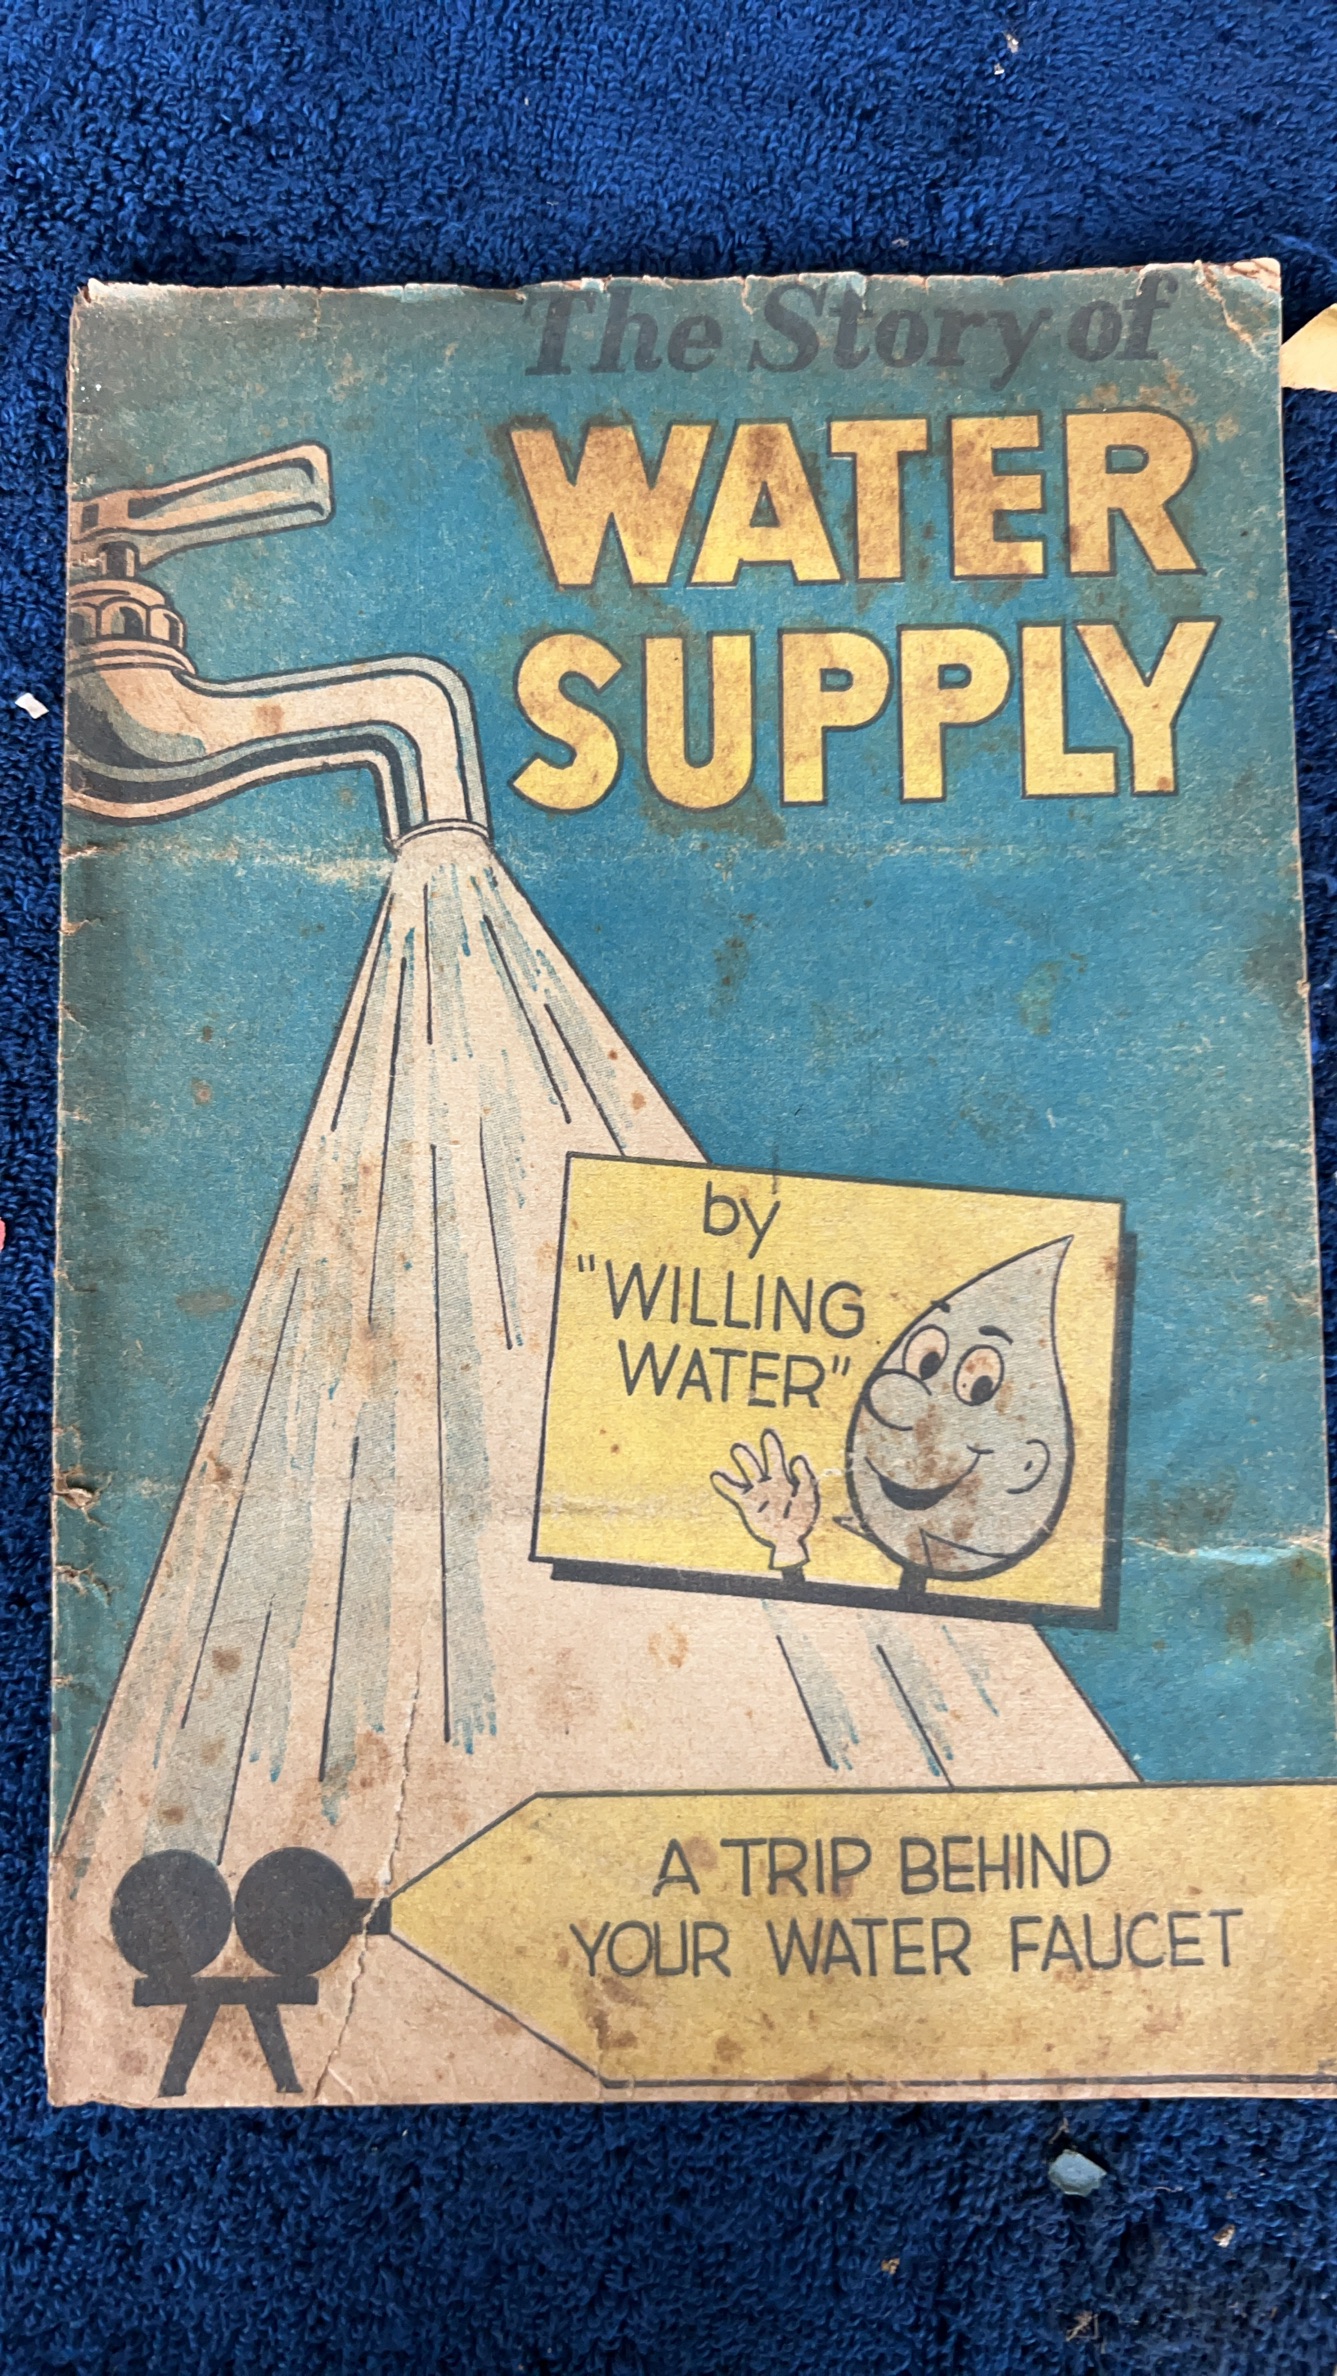 The Story of
WATER
SUPPLY
by
"WILLING
WATER"
A TRIP BEHIND
YOUR WATER FAUCET